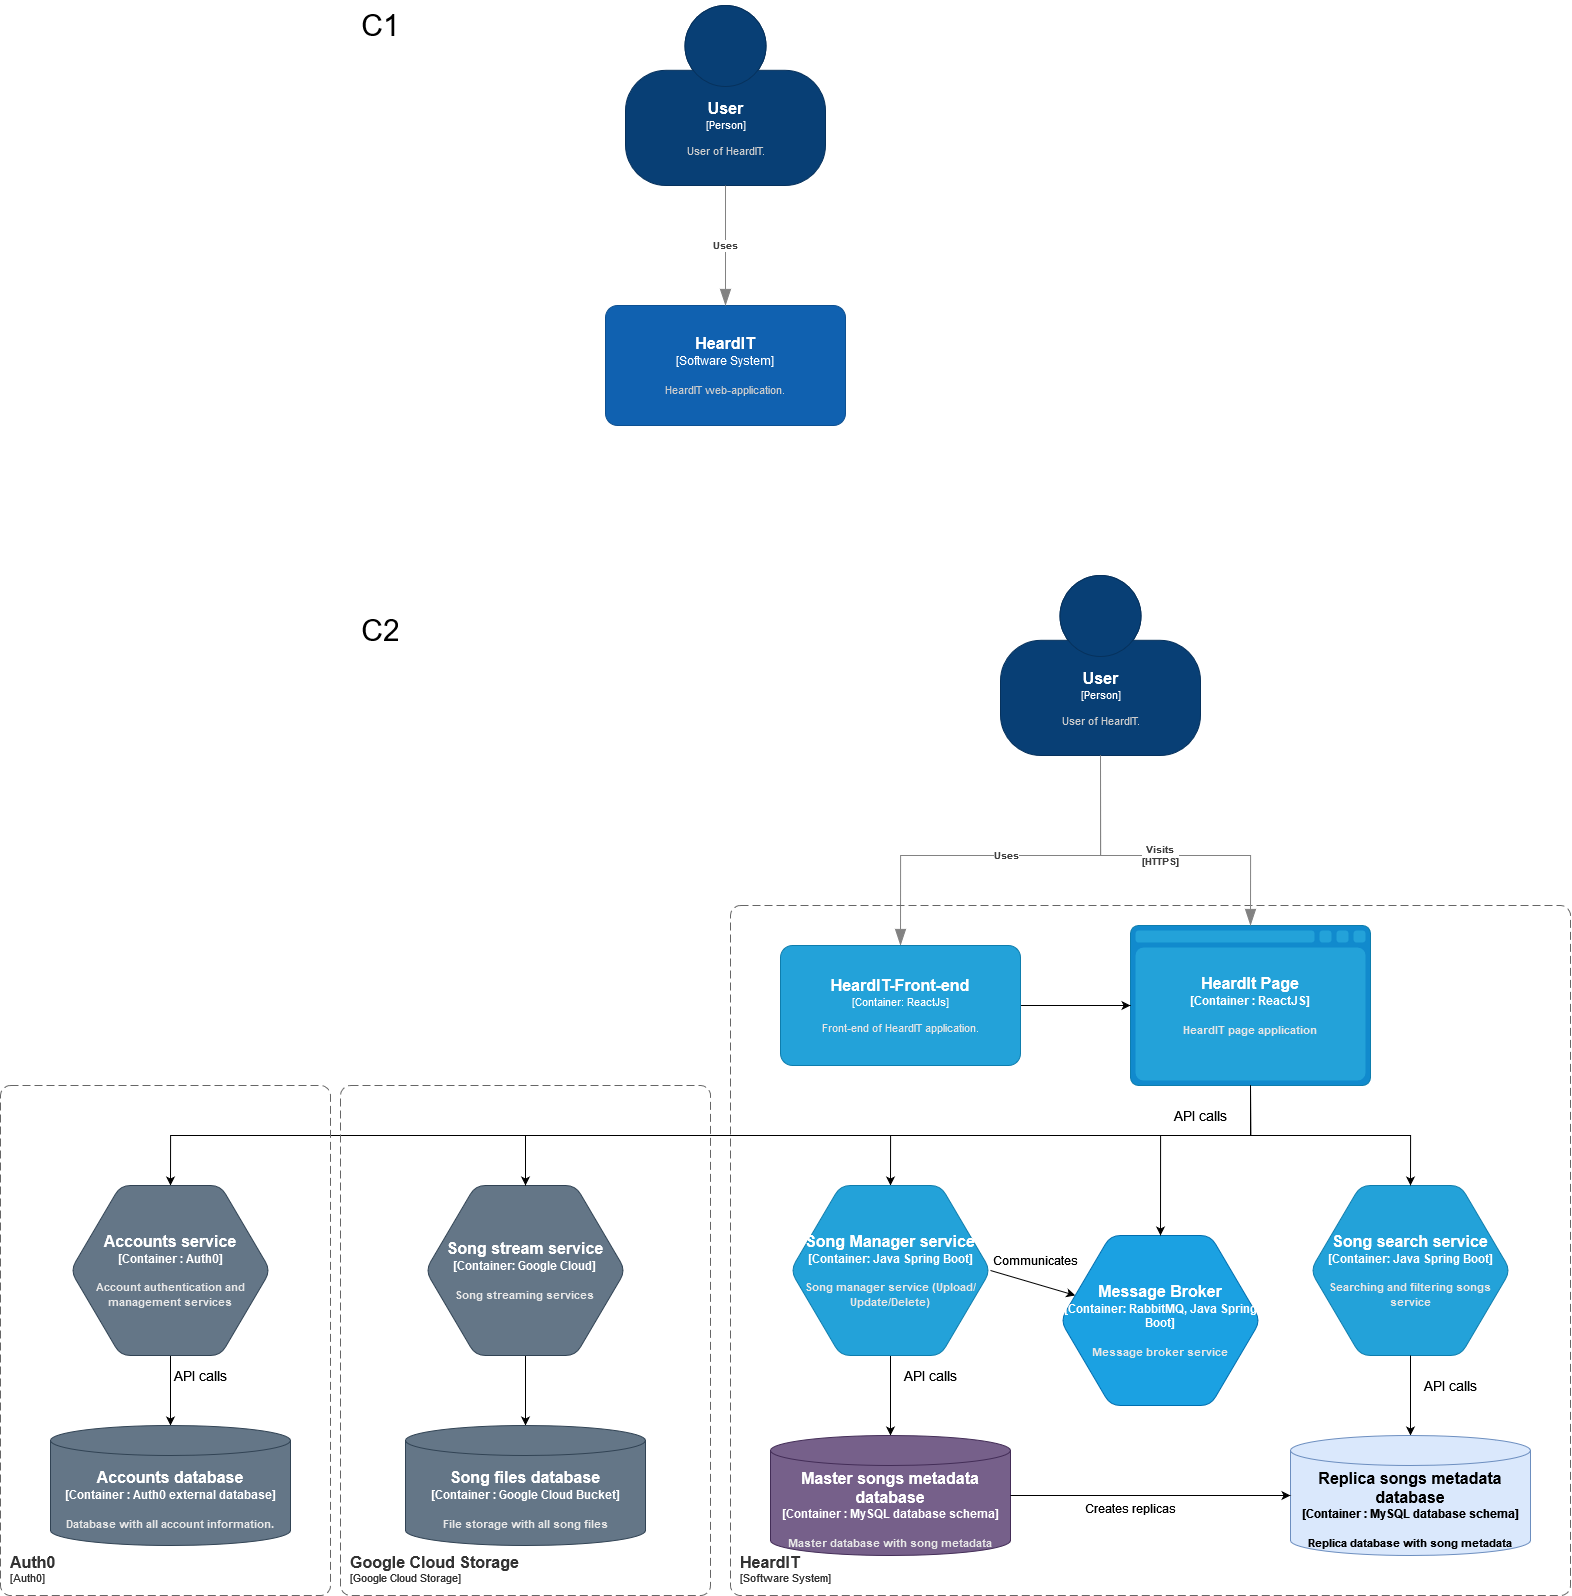 C1
User
[Person]
User of HeardIT.
Uses
HeardIT
[Software System]
HeardIT web-application.
C2
User
[Person]
User of HeardIT.
Uses
Visits
[HTTPS]
HeardIT-Front-end
[Container: ReactJs]
Front-end of HeardIT application.
HeardIt Page
[Container : ReactJS]
HeardIT page application
API calls
Accounts service
[Container : Auth0]
Account authentication and
management services
Song stream service
[Container: Google Cloud]
Song streaming services
Song Manager service
[Container: Java Spring Boot]
Song manager service (Upload/
Update/Delete)
Communicates
Message Broker
[Container: RabbitMQ, Java Spring
Boot]
Message broker service
Song search service
[Container: Java Spring Boot]
Searching and filtering songs
service
API calls
API calls
API calls
Accounts database
[Container : Auth0 external database]
Database with all account information.
Song files database
[Container : Google Cloud Bucket]
File storage with all song files
Master songs metadata
database
[Container : MySQL database schema]
Master database with song metadata
Creates replicas
Replica songs metadata
database
[Container : MySQL database schema]
Replica database with song metadata
Auth0
[Auth0]
Google Cloud Storage
[Google Cloud Storage]
HeardIT
[Software System]